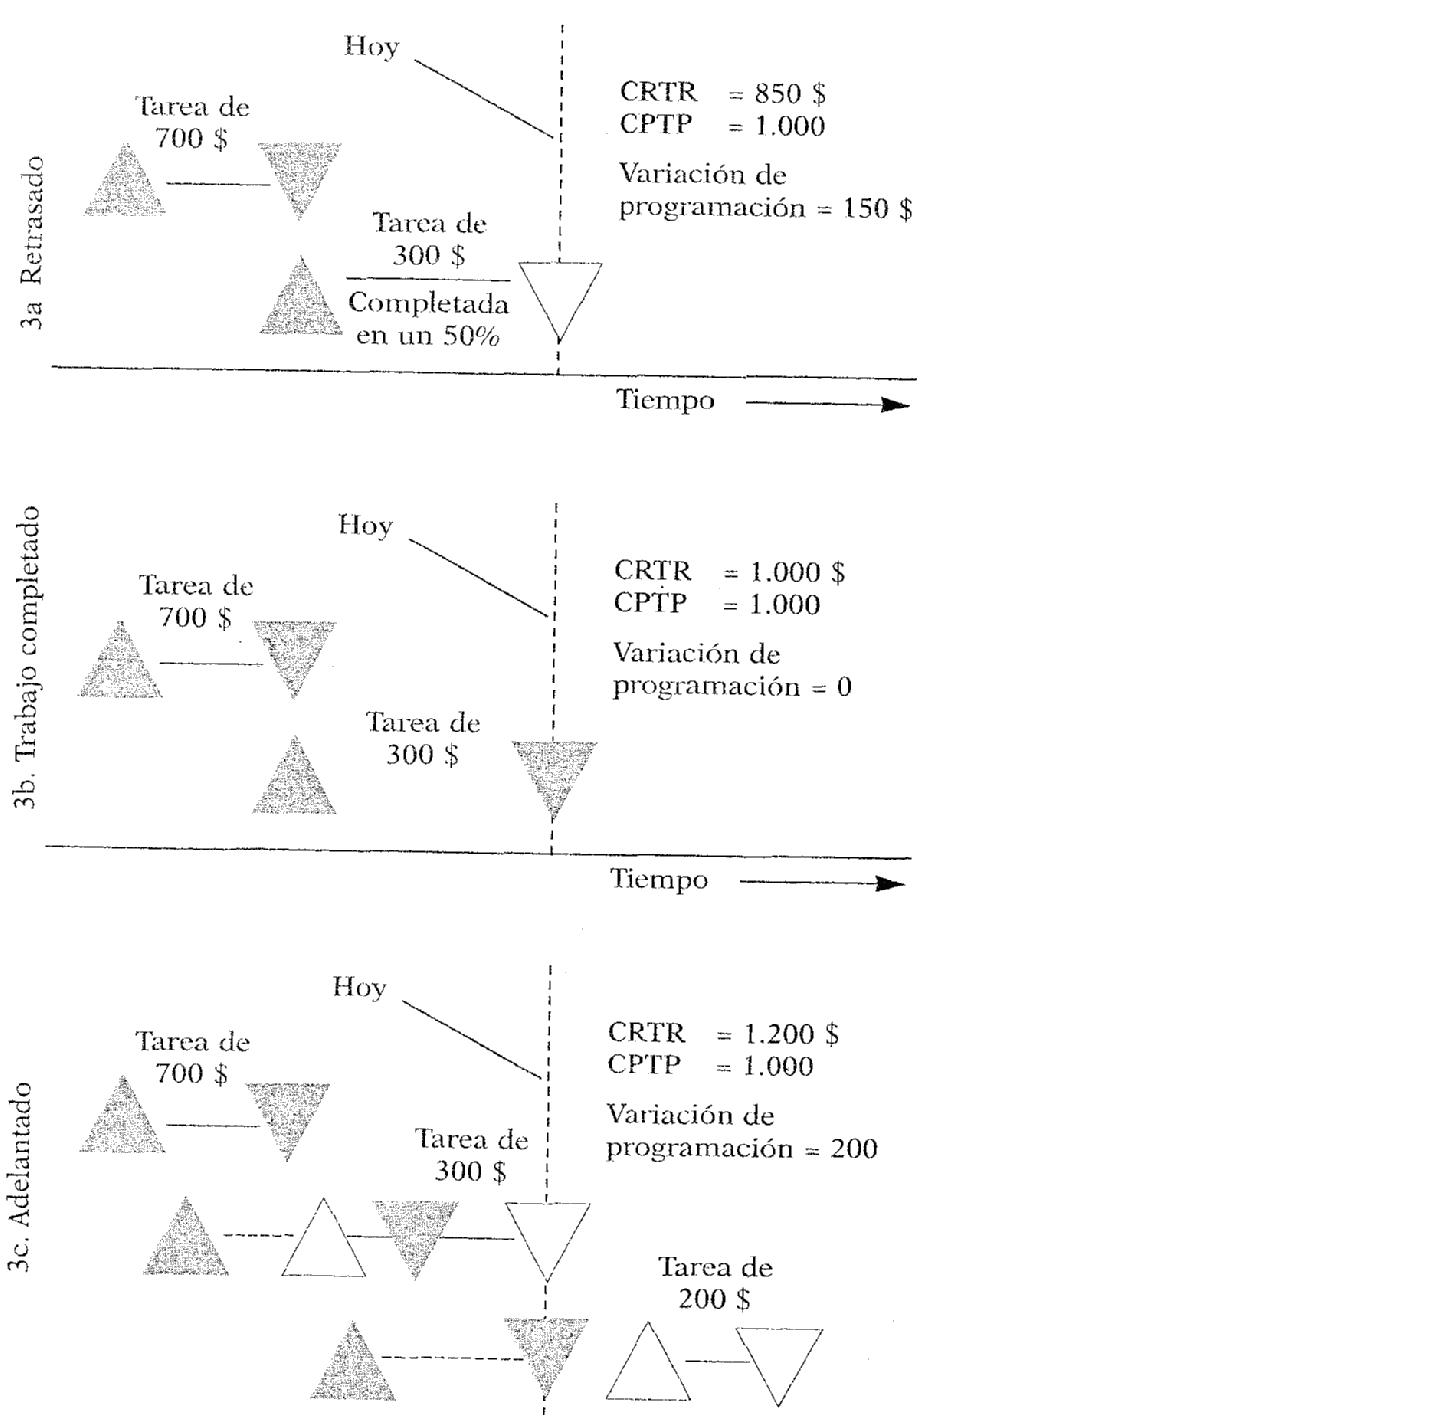 3a Retrasado
Hoy
Tarea de
700 $
CRTR = 850 $
CPTP = 1.000
Variación de
programación = 150 $
Tarea de
300 $
Completada
en un 50%
Tiempo
3b. Trabajo completado
Hoy
Tarea de
700 $
CRTR = 1.000 $
CPTP = 1.000
Variación de
programación = 0
Tarea de
300 $
Tiempo
3c. Adelantado
Hoy
Tarea de
700 $
CRTR = 1.200 $
CPTP = 1.000
Variación de
programación = 200
Tarea de
300 $
Tarea de
200 $